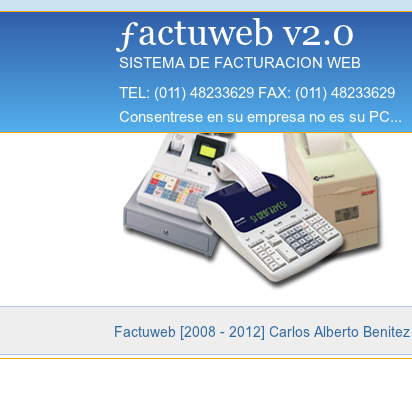 factuweb v2.0
SISTEMA DE FACTURACION WEB
TEL: (011) 48233629 FAX: (011) 48233629
Consentrese en su empresa no es su PC...
Factuweb [2008 - 2012] Carlos Alberto Benitez